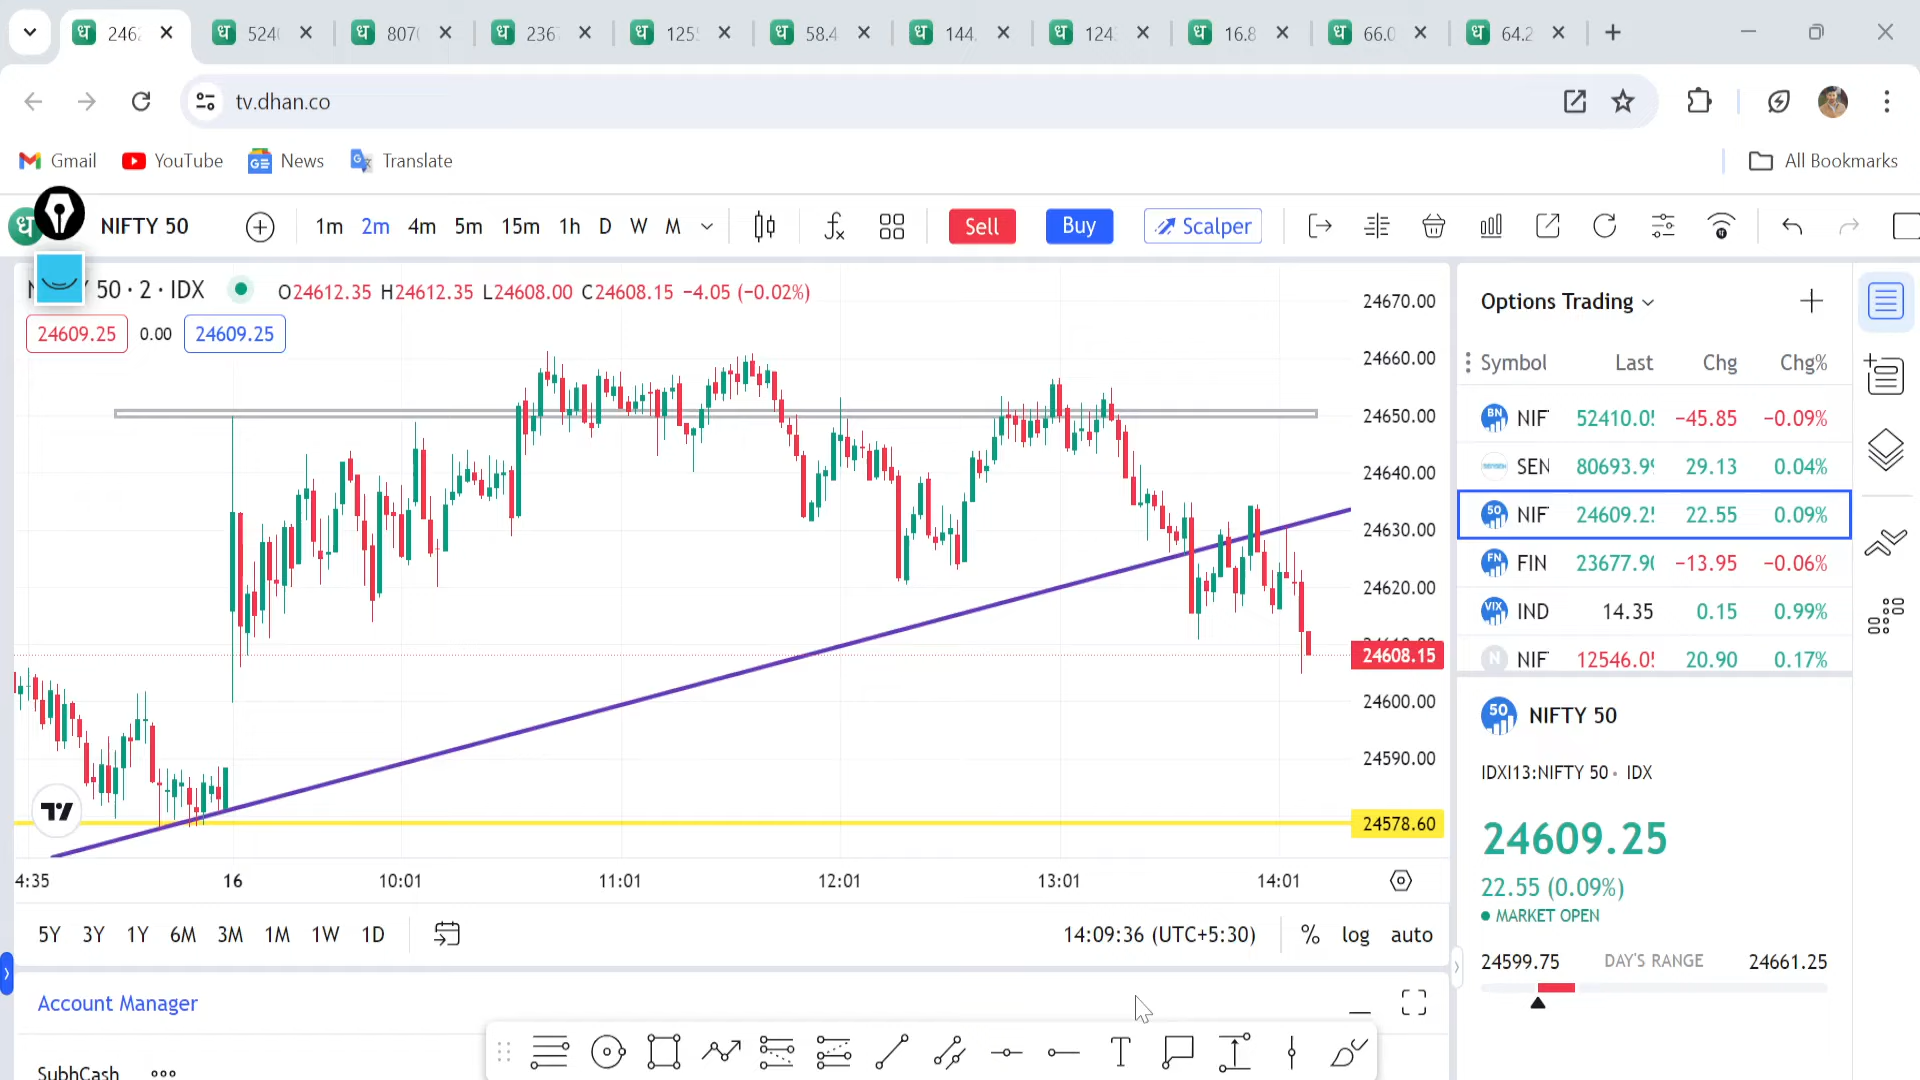 ध 2462 ध 524 ध 807 ध 236 ध 125 ध 58.4 ध 144. ध 124 ध 16.8 ध 66.0 ध 64.2
tv.dhan.co
Gmail YouTube News Translate All Bookmarks
ध NIFTY 50 1m 2m 4m 5m 15m 1h D W M Sell Buy Scalper
50 · 2 · IDX O24612.35 H24612.35 L24608.00 C24608.15 −4.05 (−0.02%)
24609.25 0.00 24609.25
24670.00
24660.00
24650.00
24640.00
24630.00
24620.00
24608.15
24600.00
24590.00
24578.60
4:35 16 10:01 11:01 12:01 13:01 14:01
5Y 3Y 1Y 6M 3M 1M 1W 1D 14:09:36 (UTC+5:30) % log auto
Account Manager
SubhCash
Options Trading
Symbol Last Chg Chg%
BN NIF 52410.0 −45.85 −0.09%
SEN 80693.9 29.13 0.04%
50 NIF 24609.2 22.55 0.09%
FN FIN 23677.90 −13.95 −0.06%
VIX IND 14.35 0.15 0.99%
N NIF 12546.0 20.90 0.17%
50 NIFTY 50
IDXI13:NIFTY 50 • IDX
24609.25
22.55 (0.09%)
MARKET OPEN
24599.75 DAY'S RANGE 24661.25